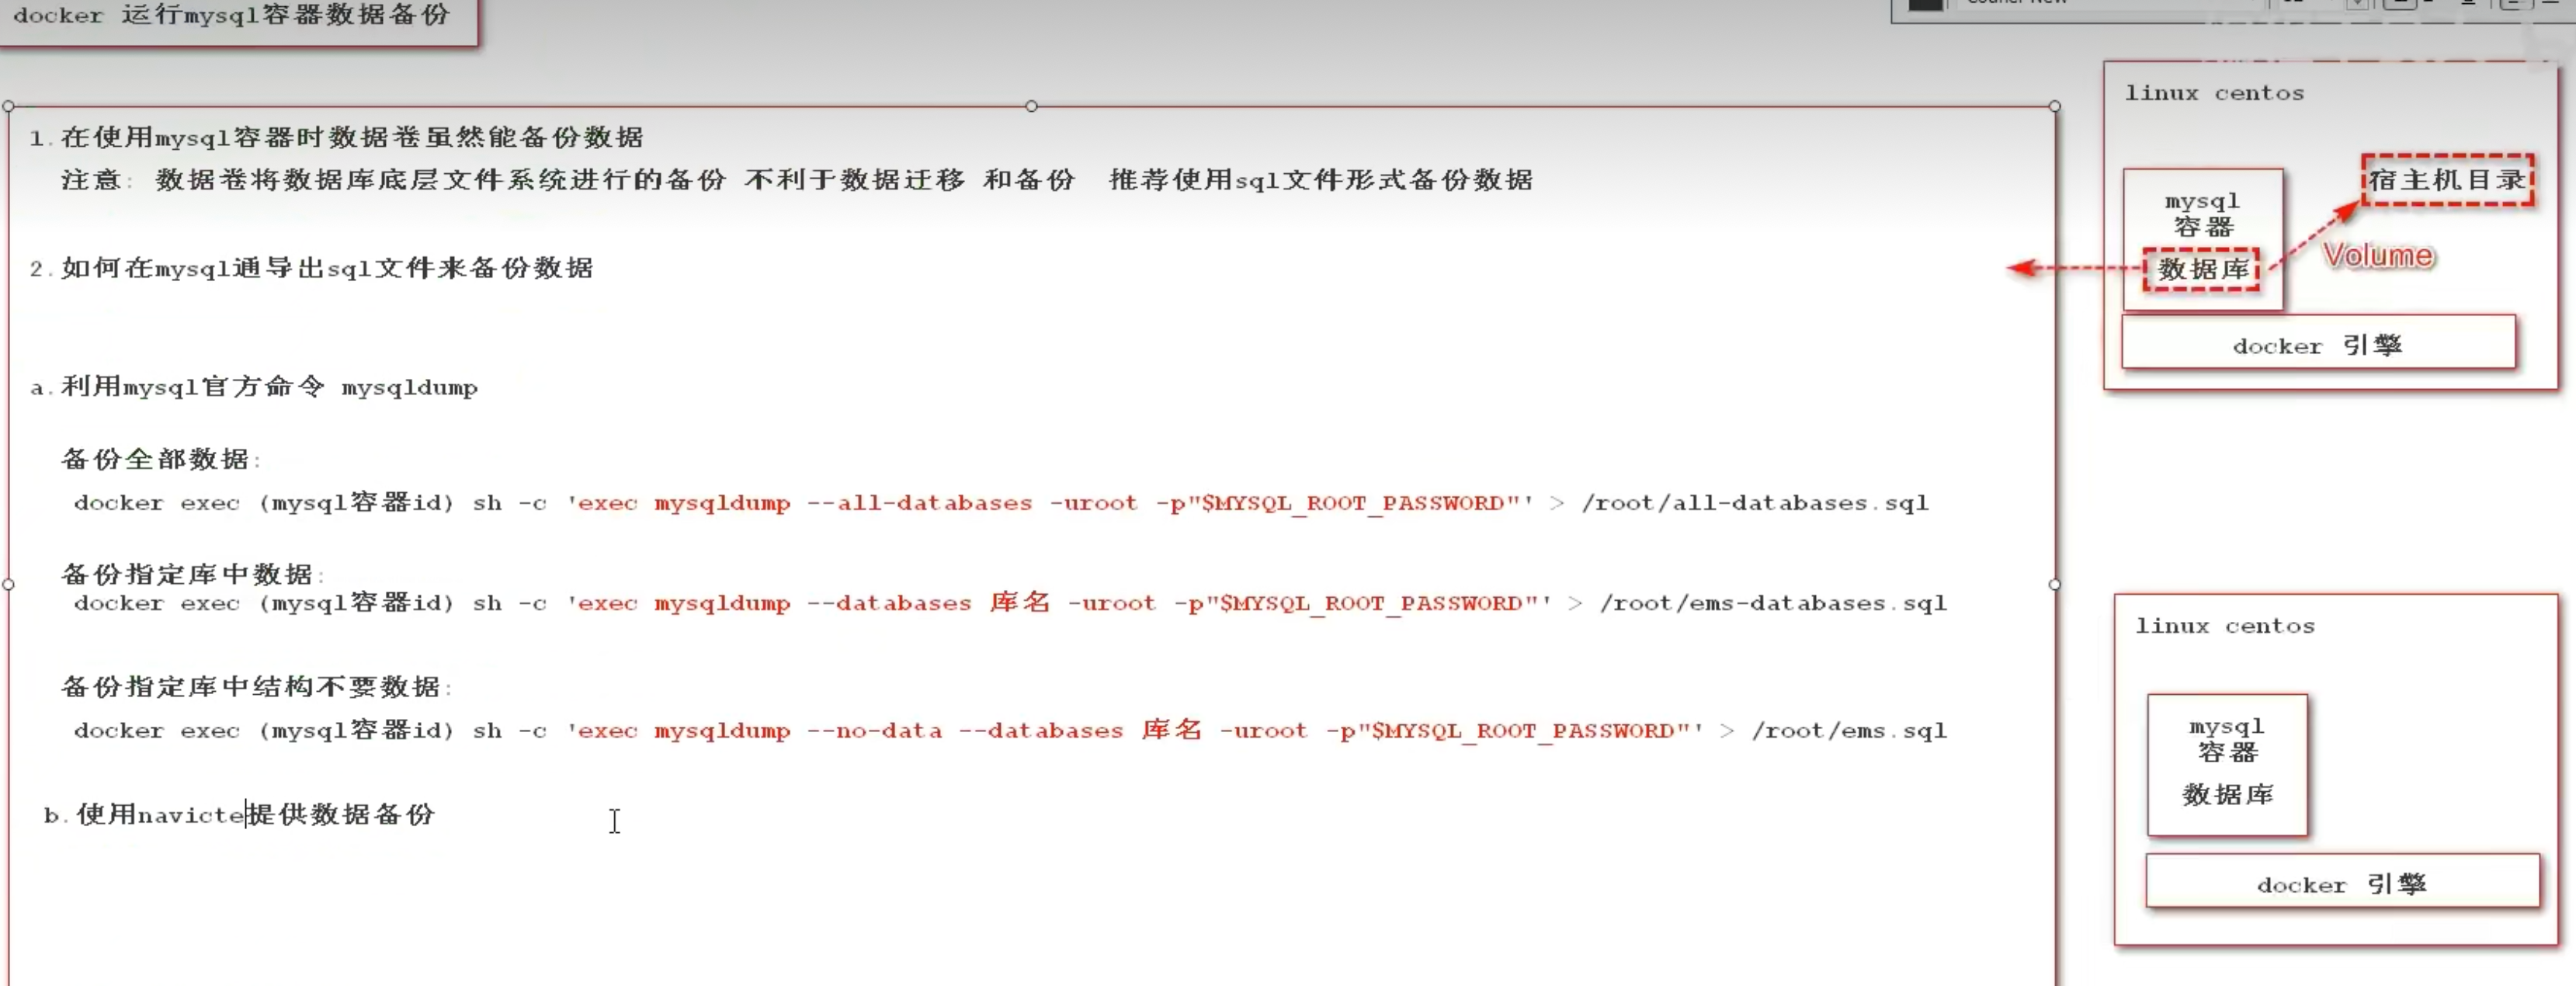 docker 运行mysql容器数据备份
1.在使用mysql容器时数据卷虽然能备份数据
注意: 数据卷将数据库底层文件系统进行的备份 不利于数据迁移 和备份 推荐使用sql文件形式备份数据
2.如何在mysql通导出sql文件来备份数据
a.利用mysql官方命令 mysqldump
备份全部数据:
docker exec (mysql容器id) sh -c 'exec mysqldump --all-databases -uroot -p"$MYSQL_ROOT_PASSWORD"' > /root/all-databases.sql
备份指定库中数据:
docker exec (mysql容器id) sh -c 'exec mysqldump --databases 库名 -uroot -p"$MYSQL_ROOT_PASSWORD"' > /root/ems-databases.sql
备份指定库中结构不要数据:
docker exec (mysql容器id) sh -c 'exec mysqldump --no-data --databases 库名 -uroot -p"$MYSQL_ROOT_PASSWORD"' > /root/ems.sql
b.使用navicte提供数据备份
linux centos
宿主机目录
mysql
容器
数据库
Volume
docker 引擎
linux centos
mysql
容器
数据库
docker 引擎